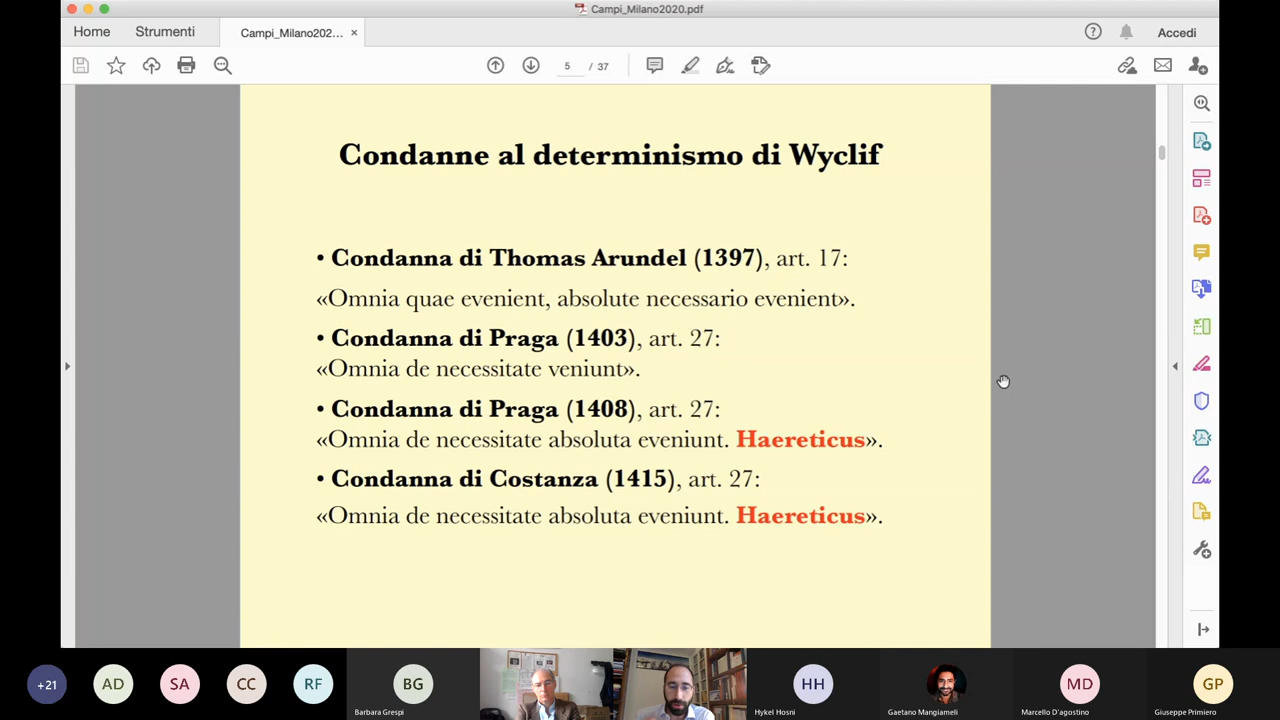 Campi_Milano2020.pdf
Home Strumenti Campi_Milano202... × Accedi
5 / 37
Condanne al determinismo di Wyclif
• Condanna di Thomas Arundel (1397), art. 17:
«Omnia quae evenient, absolute necessario evenient».
• Condanna di Praga (1403), art. 27:
«Omnia de necessitate veniunt».
• Condanna di Praga (1408), art. 27:
«Omnia de necessitate absoluta eveniunt. Haereticus».
• Condanna di Costanza (1415), art. 27:
«Omnia de necessitate absoluta eveniunt. Haereticus».
+21 AD SA CC RF BG HH MD GP
Barbara Grespi Hykel Hosni Gaetano Mangiameli Marcello D'agostino Giuseppe Primiero